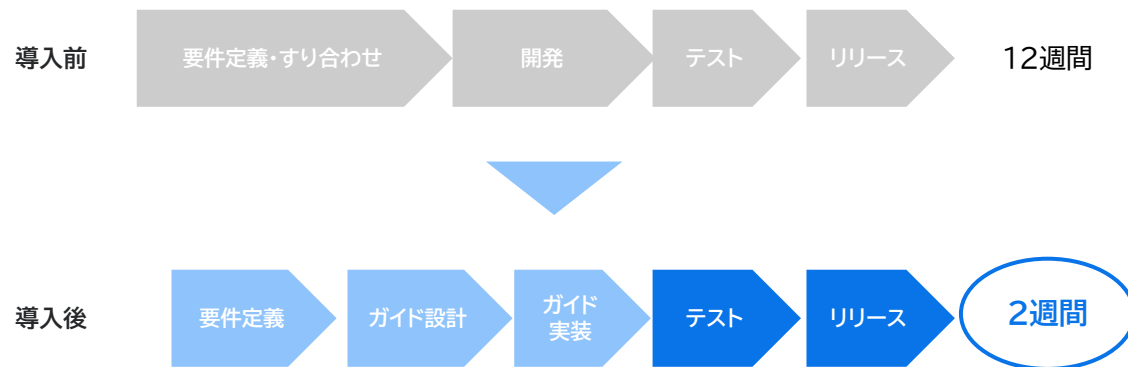 導入前
要件定義・すり合わせ
開発
テスト
リリース
12週間
導入後
要件定義
ガイド設計
ガイド
実装
テスト
リリース
2週間